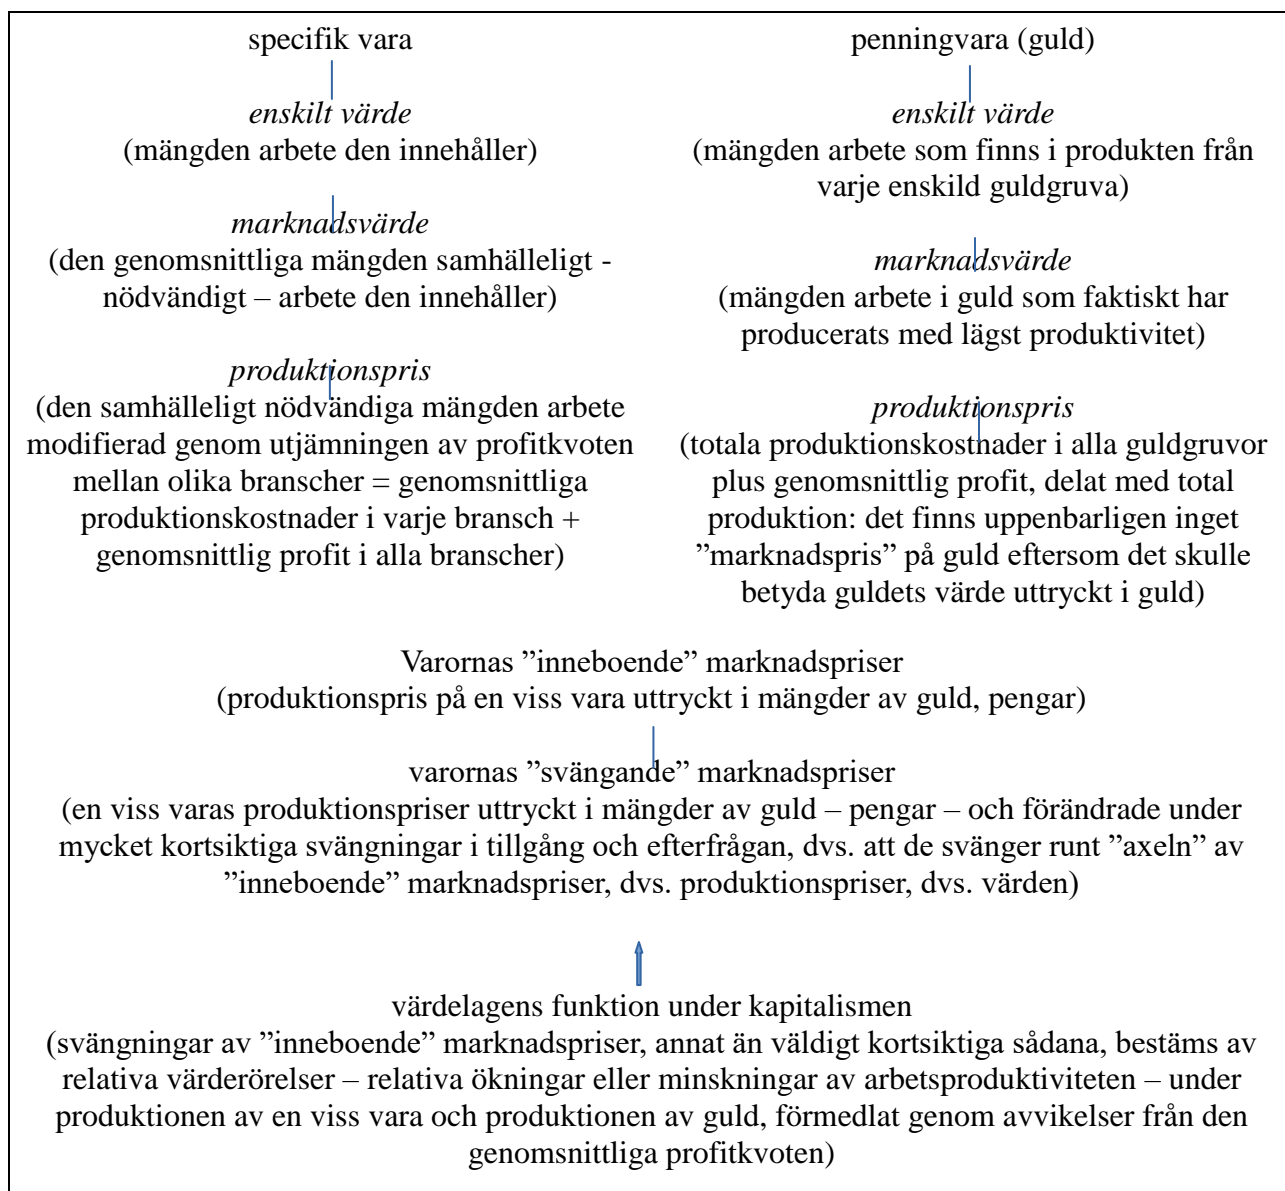 specifik vara
enskilt värde
(mängden arbete den innehåller)
marknadsvärde
(den genomsnittliga mängden samhälleligt -
nödvändigt – arbete den innehåller)
produktionspris
(den samhälleligt nödvändiga mängden arbete
modifierad genom utjämningen av profitkvoten
mellan olika branscher = genomsnittliga
produktionskostnader i varje bransch +
genomsnittlig profit i alla branscher)
penningvara (guld)
enskilt värde
(mängden arbete som finns i produkten från
varje enskild guldgruva)
marknadsvärde
(mängden arbete i guld som faktiskt har
producerats med lägst produktivitet)
produktionspris
(totala produktionskostnader i alla guldgruvor
plus genomsnittlig profit, delat med total
produktion: det finns uppenbarligen inget
”marknadspris” på guld eftersom det skulle
betyda guldets värde uttryckt i guld)
Varornas ”inneboende” marknadspriser
(produktionspris på en viss vara uttryckt i mängder av guld, pengar)
varornas ”svängande” marknadspriser
(en viss varas produktionspriser uttryckt i mängder av guld – pengar – och förändrade under
mycket kortsiktiga svängningar i tillgång och efterfrågan, dvs. att de svänger runt ”axeln” av
”inneboende” marknadspriser, dvs. produktionspriser, dvs. värden)
värdelagens funktion under kapitalismen
(svängningar av ”inneboende” marknadspriser, annat än väldigt kortsiktiga sådana, bestäms av
relativa värderörelser – relativa ökningar eller minskningar av arbetsproduktiviteten – under
produktionen av en viss vara och produktionen av guld, förmedlat genom avvikelser från den
genomsnittliga profitkvoten)